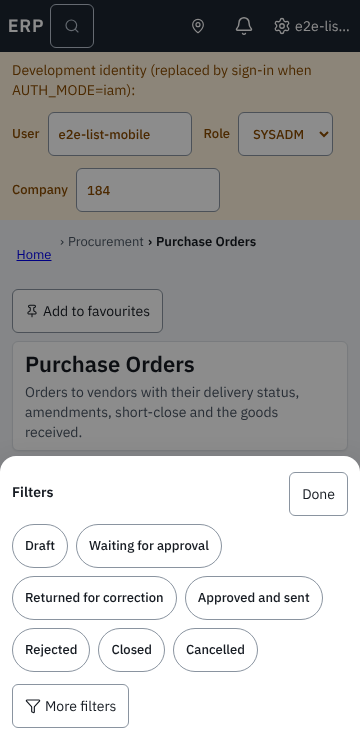 ERP
e2e-lis...
Development identity (replaced by sign-in when
AUTH_MODE=iam):
User e2e-list-mobile Role SYSADM
Company 184
› Procurement › Purchase Orders
Home
Add to favourites
Purchase Orders
Orders to vendors with their delivery status,
amendments, short-close and the goods
received.
Filters Done
Draft Waiting for approval
Returned for correction Approved and sent
Rejected Closed Cancelled
More filters